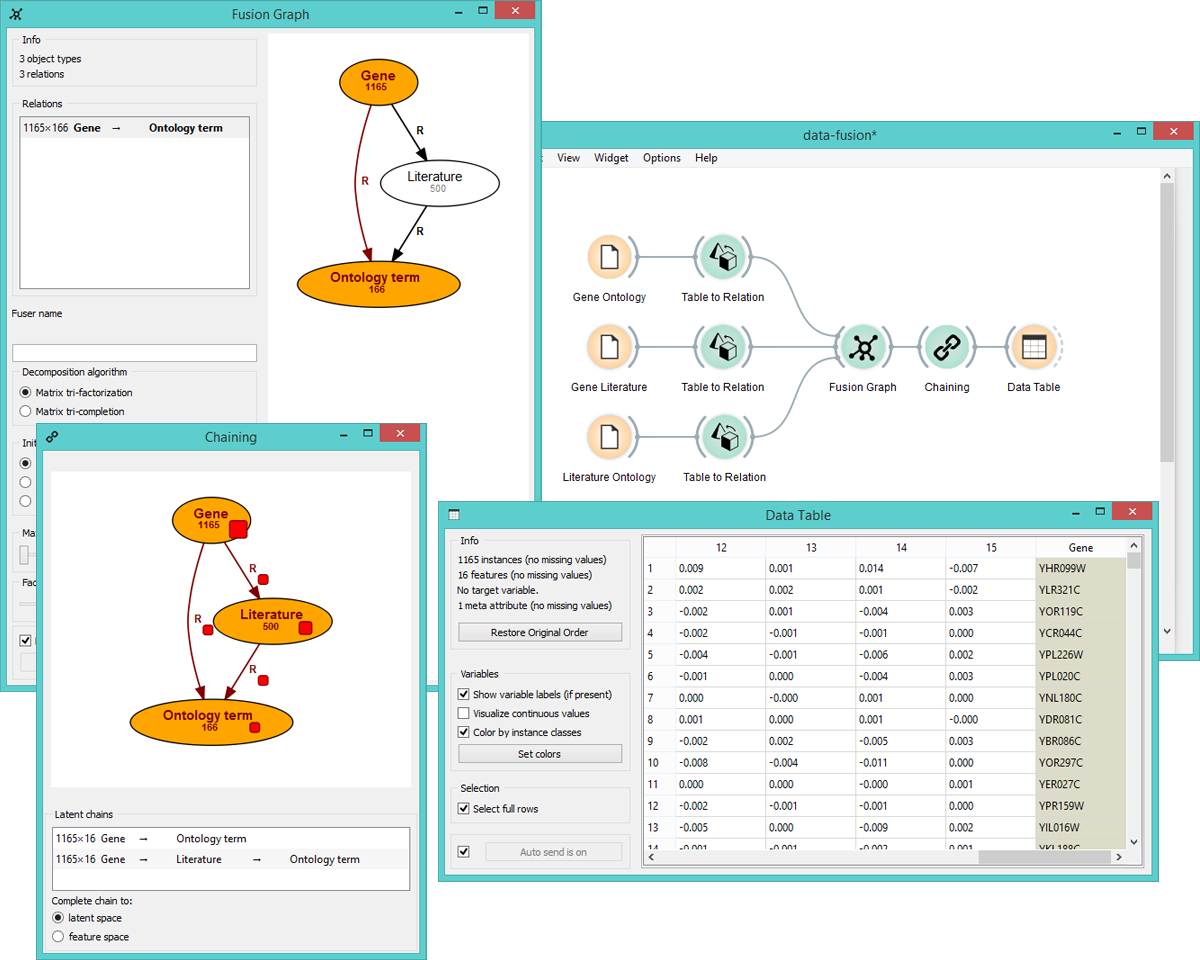 Fusion Graph
Info
3 object types
3 relations
Relations
1165×166 Gene → Ontology term
Fuser name
Decomposition algorithm
Matrix tri-factorization
Matrix tri-completion
Gene
1165
R
R
Literature
500
R
Ontology term
166
data-fusion*
View Widget Options Help
Gene Ontology
Table to Relation
Gene Literature
Table to Relation
Fusion Graph
Chaining
Data Table
Literature Ontology
Table to Relation
Chaining
Gene
1165
R
R
Literature
500
R
Ontology term
166
Latent chains
1165×16 Gene → Ontology term
1165×16 Gene → Literature → Ontology term
Complete chain to:
latent space
feature space
Data Table
Info
1165 instances (no missing values)
16 features (no missing values)
No target variable.
1 meta attribute (no missing values)
Restore Original Order
Variables
Show variable labels (if present)
Visualize continuous values
Color by instance classes
Set colors
Selection
Select full rows
Auto send is on
12 13 14 15 Gene
1 0.009 0.001 0.014 -0.007 YHR099W
2 0.002 0.002 0.001 -0.002 YLR321C
3 -0.002 0.001 -0.004 0.003 YOR119C
4 -0.002 -0.001 -0.001 0.000 YCR044C
5 -0.004 -0.001 -0.006 0.002 YPL226W
6 -0.001 0.000 -0.004 0.003 YPL020C
7 0.000 -0.000 0.001 0.000 YNL180C
8 0.001 0.000 0.001 -0.000 YDR081C
9 -0.002 0.002 -0.005 0.003 YBR086C
10 -0.008 -0.004 -0.011 0.000 YOR297C
11 0.000 0.000 -0.000 0.001 YER027C
12 -0.002 -0.001 -0.001 0.000 YPR159W
13 -0.005 0.000 -0.009 0.002 YIL016W
14 -0.001 -0.001 -0.002 0.001 YKL188C